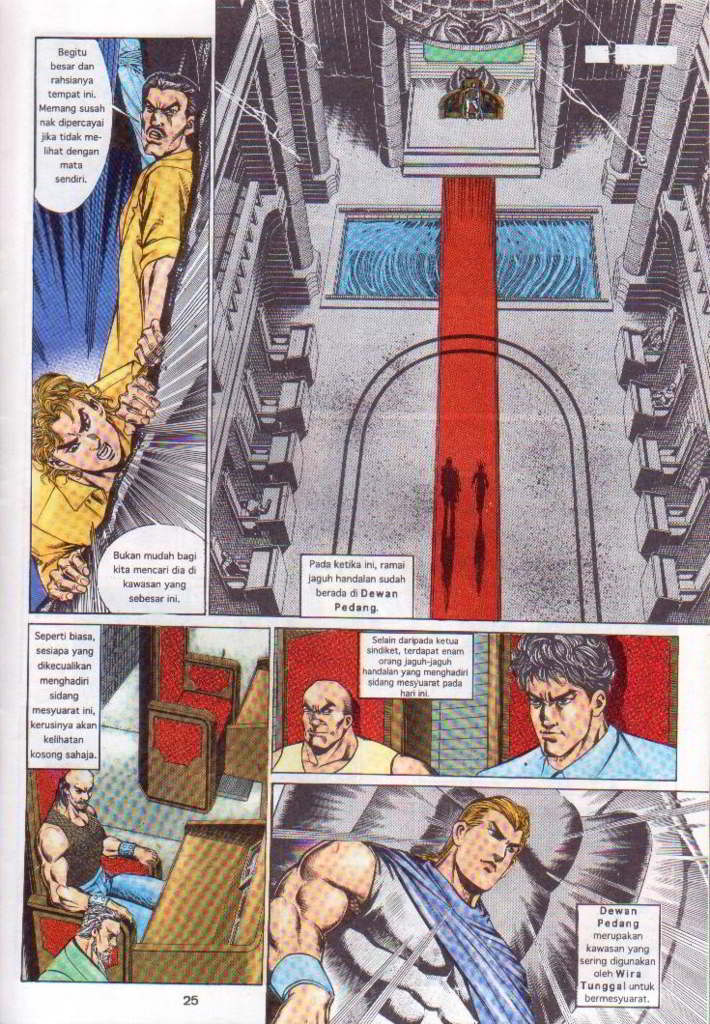 Begitu
besar dan
rahsianya
tempat ini.
Memang susah
nak dipercayai
jika tidak me-
lihat dengan
mata
sendiri.
Bukan mudah bagi
kita mencari dia di
kawasan yang
sebesar ini.
Pada ketika ini, ramai
jaguh handalan sudah
berada di Dewan
Pedang.
Seperti biasa,
sesiapa yang
dikecualikan
menghadiri
sidang
mesyuarat ini,
kerusinya akan
kelihatan
kosong sahaja.
Selain daripada ketua
sindiket, terdapat enam
orang jaguh-jaguh
handalan yang menghadiri
sidang mesyuarat pada
hari ini.
Dewan
Pedang
merupakan
kawasan yang
sering digunakan
oleh Wira
Tunggal untuk
bermesyuarat.
25